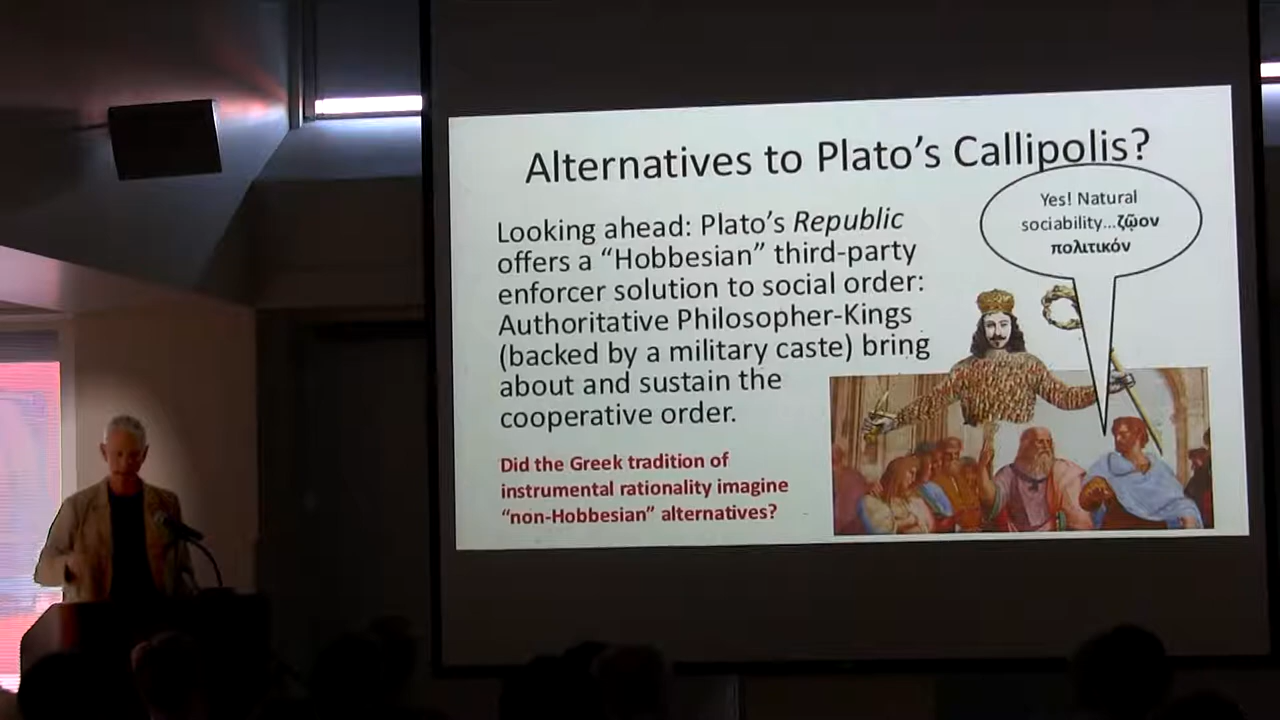 Alternatives to Plato's Callipolis?
Yes! Natural
sociability...ζῷον
πολιτικόν
Looking ahead: Plato's Republic
offers a “Hobbesian” third-party
enforcer solution to social order:
Authoritative Philosopher-Kings
(backed by a military caste) bring
about and sustain the
cooperative order.
Did the Greek tradition of
instrumental rationality imagine
“non-Hobbesian” alternatives?